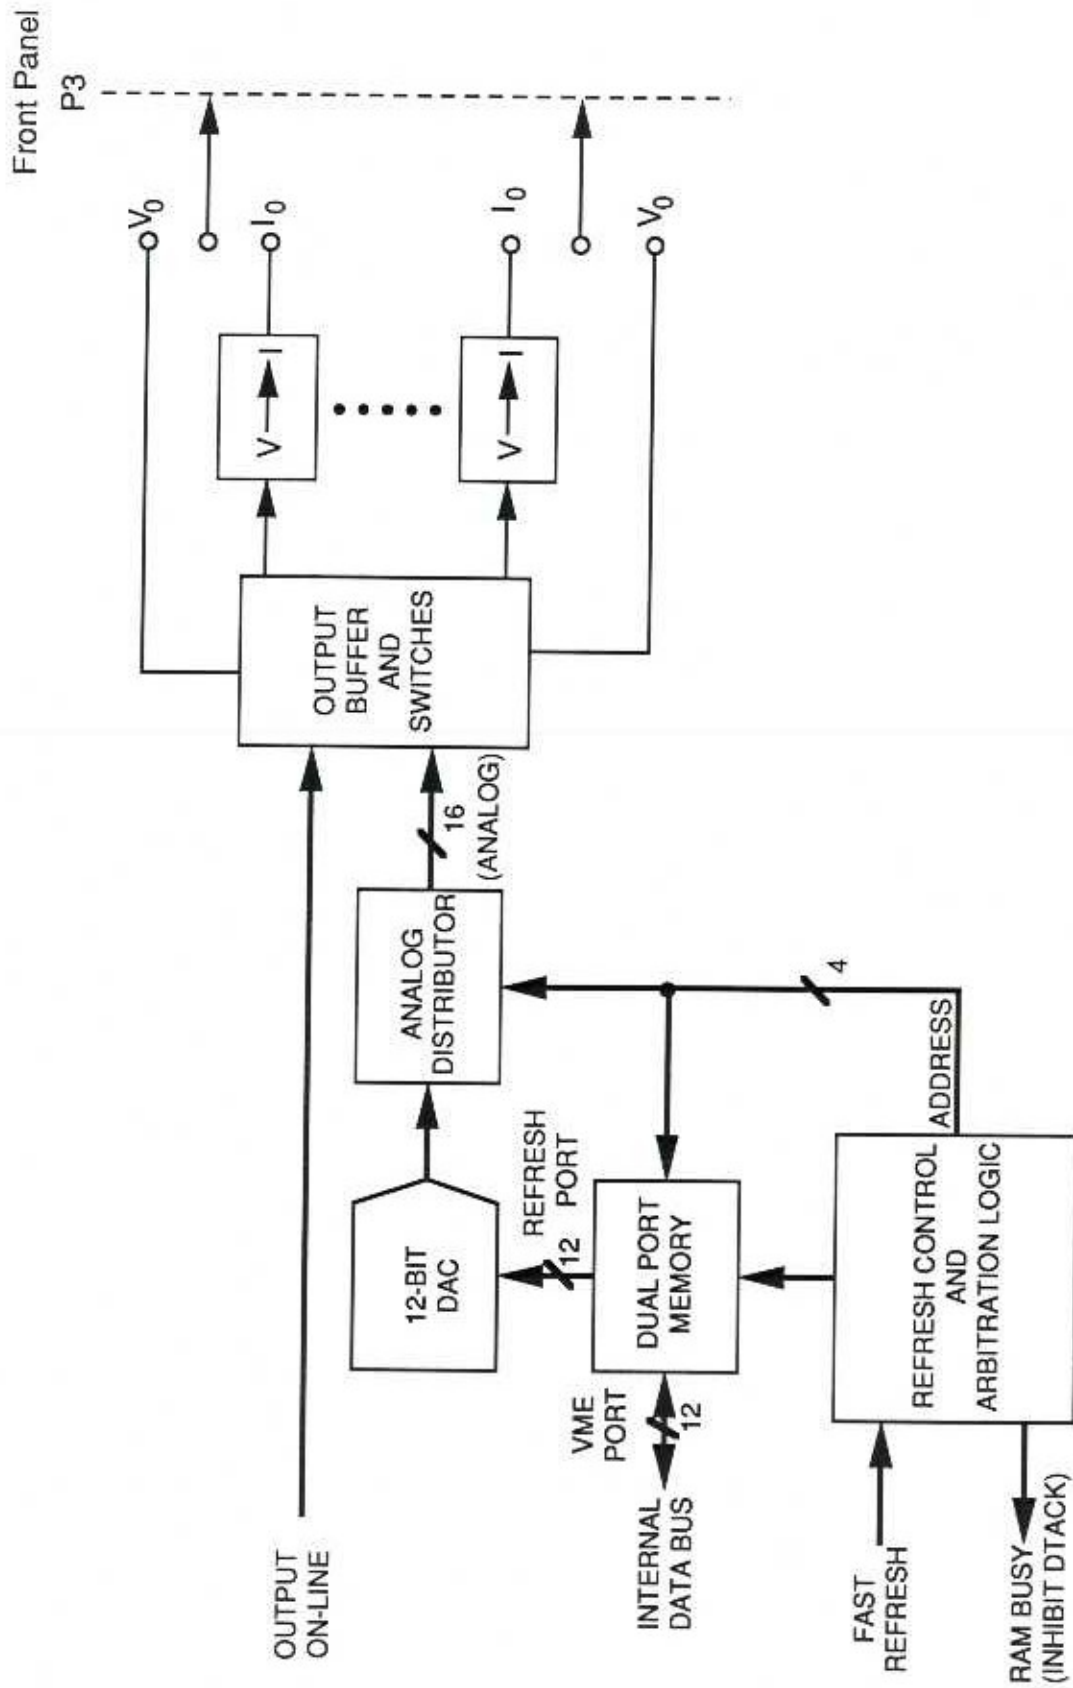 Front Panel
P3
V0
I0
I0
V0
V
I
V
I
OUTPUT
BUFFER
AND
SWITCHES
OUTPUT
ON-LINE
16
(ANALOG)
ANALOG
DISTRIBUTOR
4
ADDRESS
12-BIT
DAC
REFRESH
PORT
12
DUAL PORT
MEMORY
VME
PORT
12
INTERNAL
DATA BUS
REFRESH CONTROL
AND
ARBITRATION LOGIC
FAST
REFRESH
RAM BUSY
(INHIBIT DTACK)